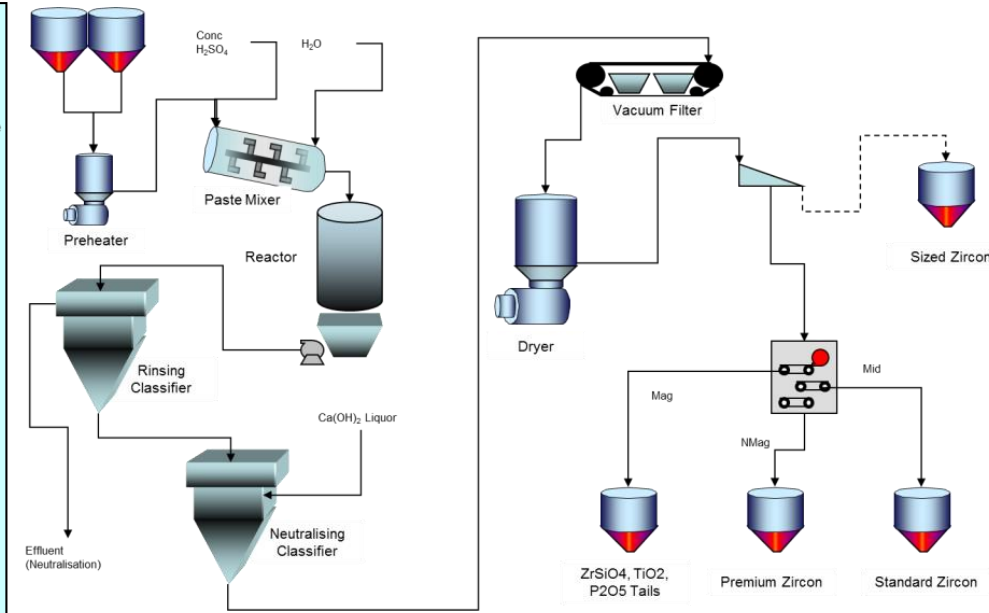 Conc
H₂SO₄
H₂O
Preheater
Paste Mixer
Reactor
Rinsing
Classifier
Ca(OH)₂ Liquor
Neutralising
Classifier
Effluent
(Neutralisation)
Vacuum Filter
Dryer
Sized Zircon
Mag
Mid
NMag
ZrSiO4, TiO2,
P2O5 Tails
Premium Zircon
Standard Zircon